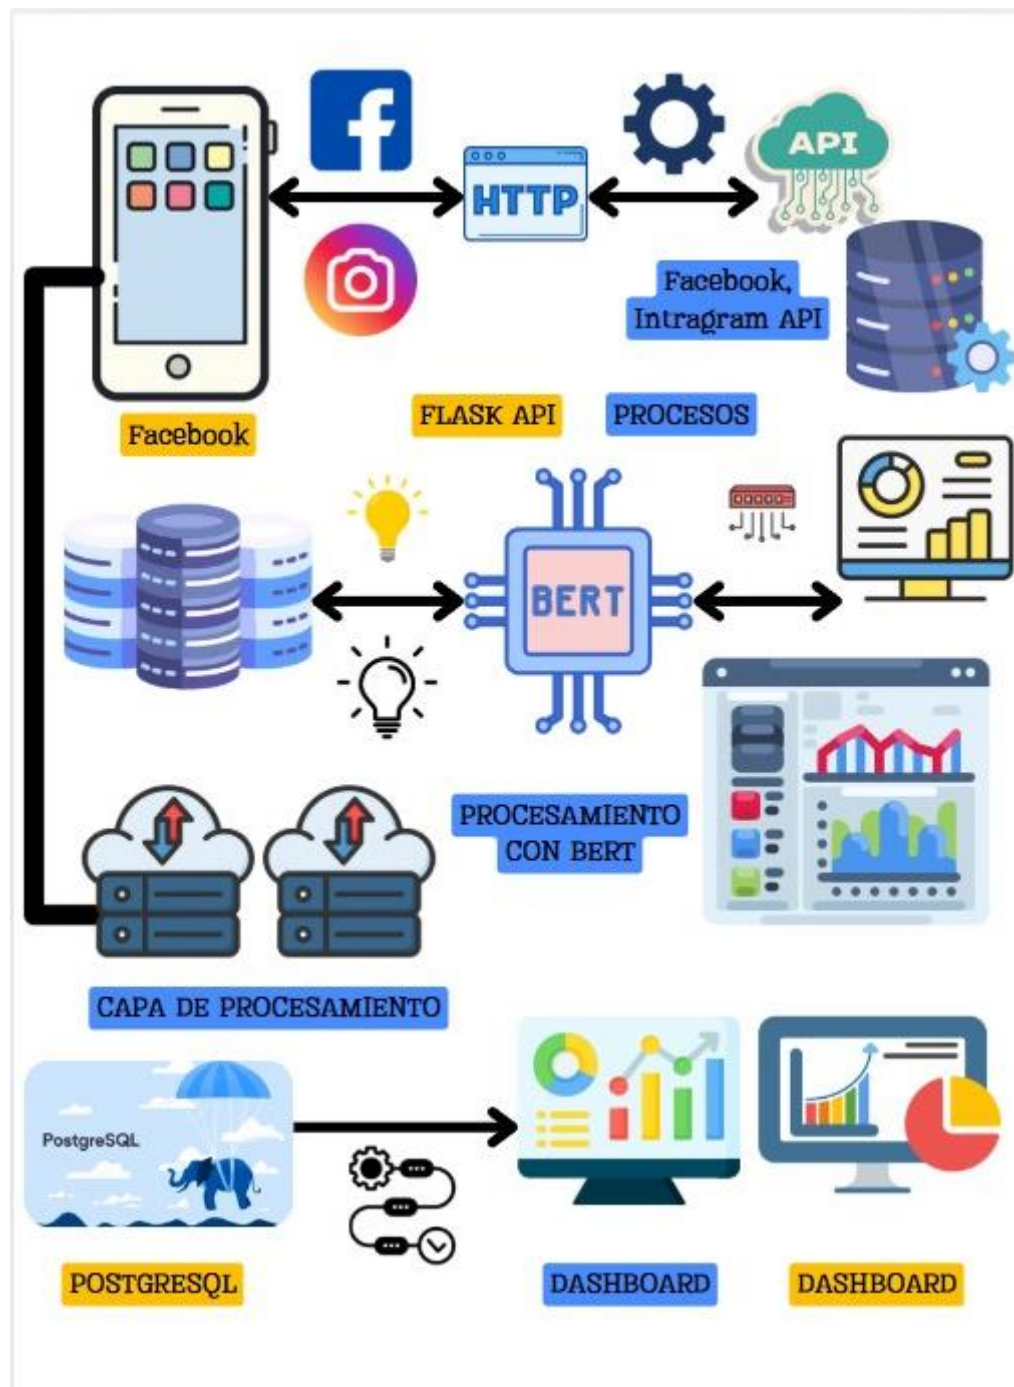 HTTP
API
Facebook,
Intragram API
Facebook
FLASK API
PROCESOS
BERT
PROCESAMIENTO
CON BERT
CAPA DE PROCESAMIENTO
PostgreSQL
POSTGRESQL
DASHBOARD
DASHBOARD